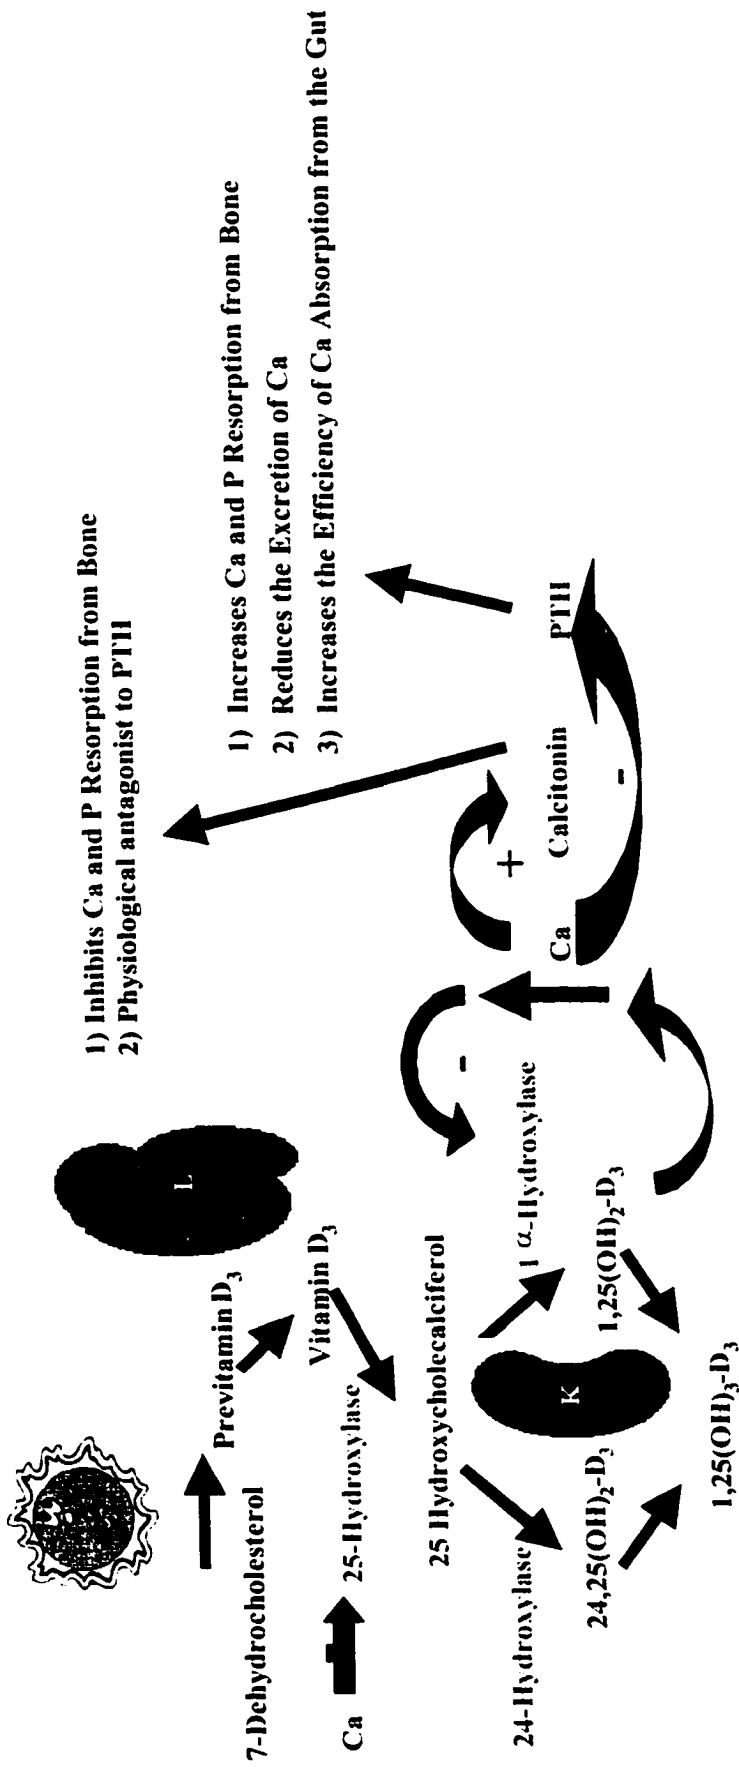 1) Inhibits Ca and P Resorption from Bone
2) Physiological antagonist to PTH
1) Increases Ca and P Resorption from Bone
2) Reduces the Excretion of Ca
3) Increases the Efficiency of Ca Absorption from the Gut
L
7-Dehydrocholesterol
Previtamin D3
Vitamin D3
Ca
25-Hydroxylase
25 Hydroxycholecalciferol
-
+
24-Hydroxylase
1 α-Hydroxylase
Ca
Calcitonin
PTH
K
24,25(OH)2-D3
1,25(OH)2-D3
-
1,25(OH)3-D3